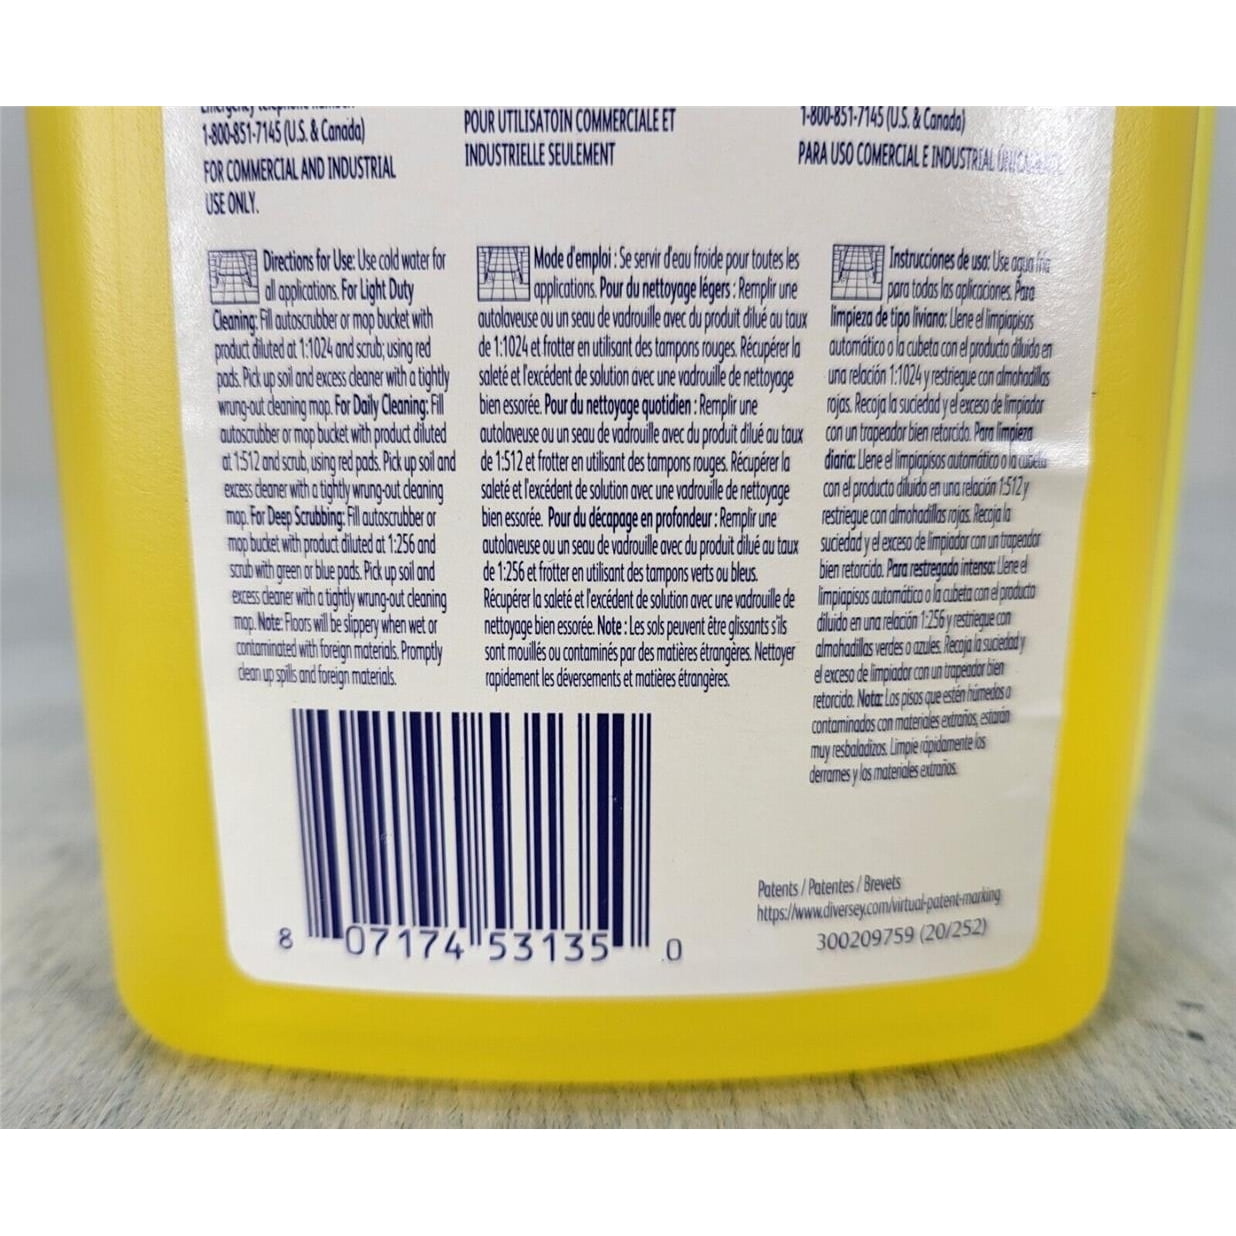 Emergency telephone number:
1-800-851-7145 (U.S. & Canada)
FOR COMMERCIAL AND INDUSTRIAL
USE ONLY.
POUR UTILISATOIN COMMERCIALE ET
INDUSTRIELLE SEULEMENT
1-800-851-7145 (U.S. & Canada)
PARA USO COMERCIAL E INDUSTRIAL
Directions for Use: Use cold water for
all applications. For Light Duty
Cleaning: Fill autoscrubber or mop bucket with
product diluted at 1:1024 and scrub; using red
pads. Pick up soil and excess cleaner with a tightly
wrung-out cleaning mop. For Daily Cleaning: Fill
autoscrubber or mop bucket with product diluted
at 1:512 and scrub, using red pads. Pick up soil and
excess cleaner with a tightly wrung-out cleaning
mop. For Deep Scrubbing: Fill autoscrubber or
mop bucket with product diluted at 1:256 and
scrub with green or blue pads. Pick up soil and
excess cleaner with a tightly wrung-out cleaning
mop. Note: Floors will be slippery when wet or
contaminated with foreign materials. Promptly
clean up spills and foreign materials.
Mode d'emploi : Se servir d'eau froide pour toutes les
applications. Pour du nettoyage légers : Remplir une
autolaveuse ou un seau de vadrouille avec du produit dilué au taux
de 1:1024 et frotter en utilisant des tampons rouges. Récupérer la
saleté et l'excédent de solution avec une vadrouille de nettoyage
bien essorée. Pour du nettoyage quotidien : Remplir une
autolaveuse ou un seau de vadrouille avec du produit dilué au taux
de 1:512 et frotter en utilisant des tampons rouges. Récupérer la
saleté et l'excédent de solution avec une vadrouille de nettoyage
bien essorée. Pour du décapage en profondeur : Remplir une
autolaveuse ou un seau de vadrouille avec du produit dilué au taux
de 1:256 et frotter en utilisant des tampons verts ou bleus.
Récupérer la saleté et l'excédent de solution avec une vadrouille de
nettoyage bien essorée. Note : Les sols peuvent être glissants s'ils
sont mouillés ou contaminés par des matières étrangères. Nettoyer
rapidement les déversements et matières étrangères.
Instrucciones de uso: Use agua fría
para todas las aplicaciones. Para
limpieza de tipo liviano: Llene el limpiapisos
automático o la cubeta con el producto diluido en
una relación 1:1024 y restriegue con almohadillas
rojas. Recoja la suciedad y el exceso de limpiador
con un trapeador bien retorcido. Para limpieza
diaria: Llene el limpiapisos automático o la cubeta
con el producto diluido en una relación 1:512 y
restriegue con almohadillas rojas. Recoja la
suciedad y el exceso de limpiador con un trapeador
bien retorcido. Para restregado intenso: Llene el
limpiapisos automático o la cubeta con el producto
diluido en una relación 1:256 y restriegue con
almohadillas verdes o azules. Recoja la suciedad y
el exceso de limpiador con un trapeador bien
retorcido. Nota: Los pisos que estén húmedos o
contaminados con materiales extraños, estarán
muy resbaladizos. Limpie rápidamente los
derrames y los materiales extraños.
8 07174 53135 0
Patents / Patentes / Brevets
https://www.diversey.com/virtual-patent-marking
300209759 (20/252)